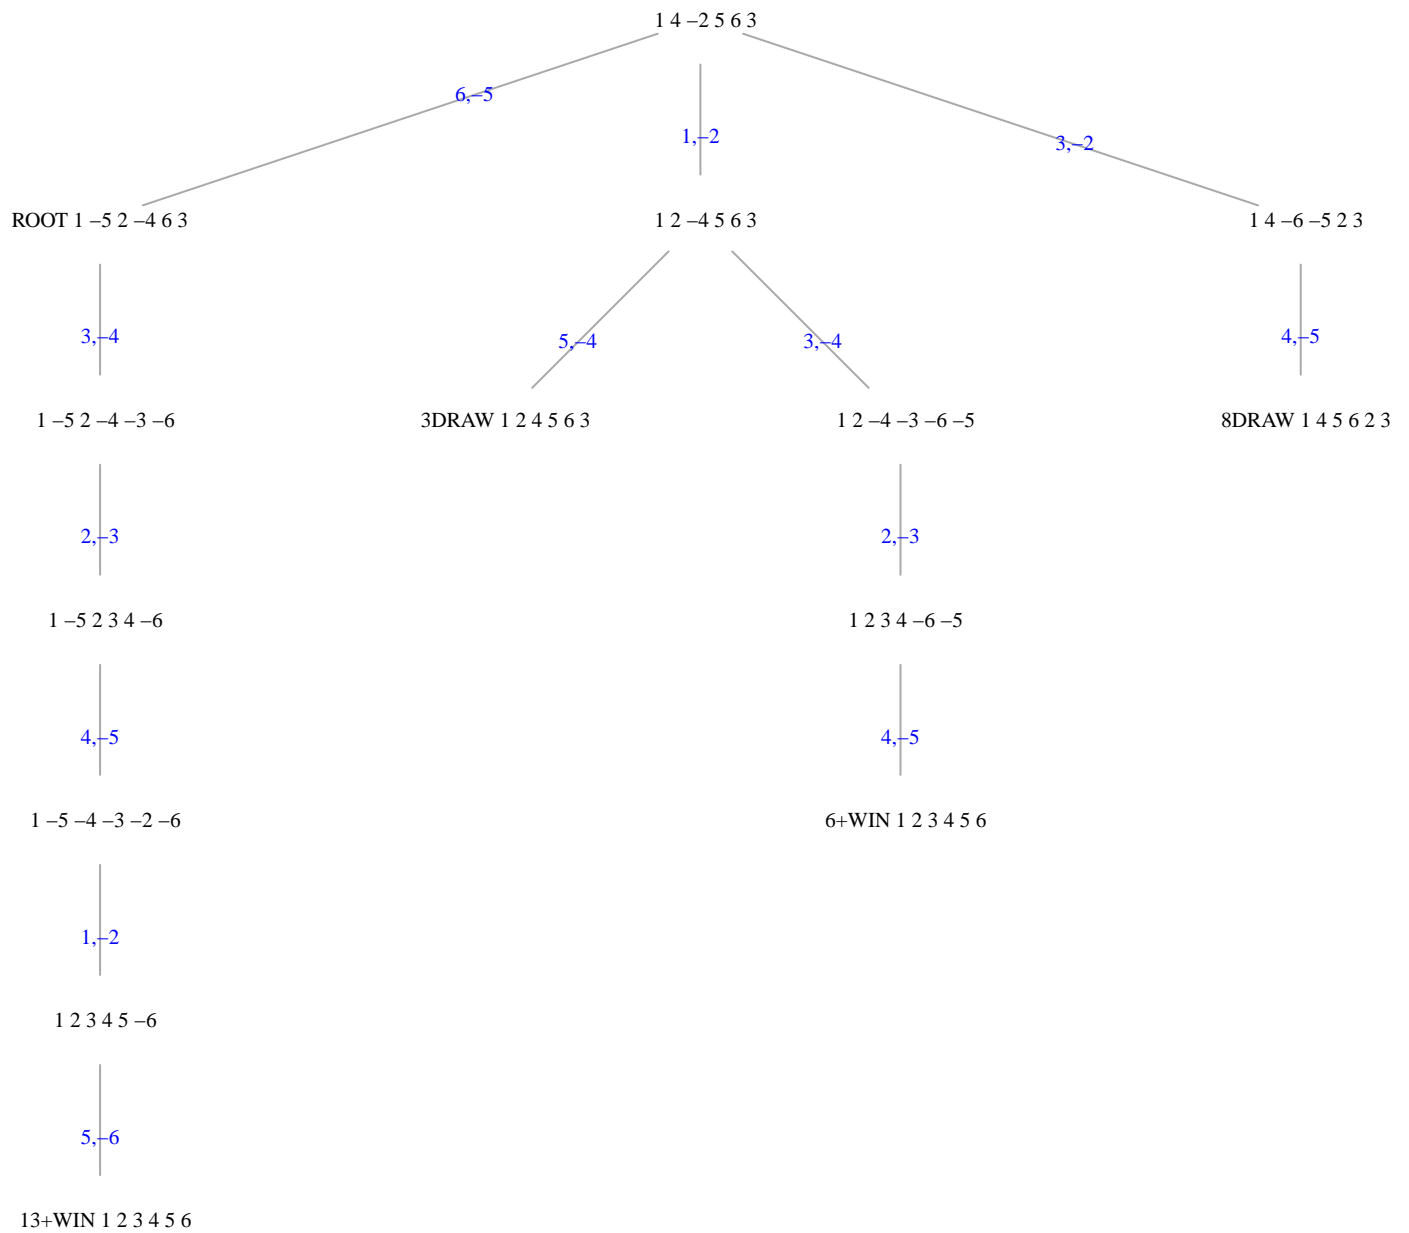 1 4 –2 5 6 3
6,–5
1,–2
3,–2
ROOT 1 –5 2 –4 6 3
1 2 –4 5 6 3
1 4 –6 –5 2 3
3,–4
5,–4
3,–4
4,–5
1 –5 2 –4 –3 –6
3DRAW 1 2 4 5 6 3
1 2 –4 –3 –6 –5
8DRAW 1 4 5 6 2 3
2,–3
2,–3
1 –5 2 3 4 –6
1 2 3 4 –6 –5
4,–5
4,–5
1 –5 –4 –3 –2 –6
6+WIN 1 2 3 4 5 6
1,–2
1 2 3 4 5 –6
5,–6
13+WIN 1 2 3 4 5 6